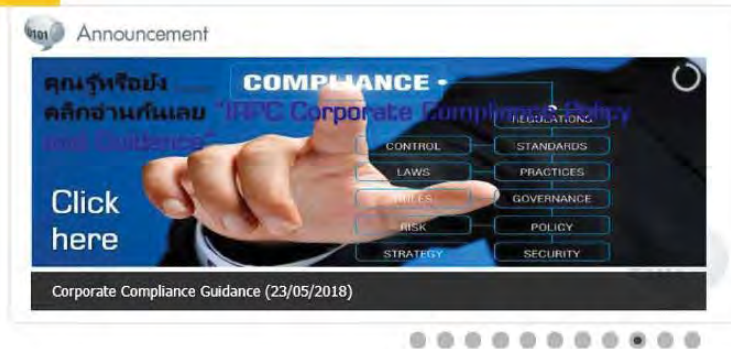 Announcement
คุณรู้หรือยัง ......
คลิกอ่านกันเลย "IRPC Corporate Compliance Policy
and Guidance"
COMPLIANCE
REGULATIONS
CONTROL
STANDARDS
LAWS
PRACTICES
RULES
GOVERNANCE
RISK
POLICY
STRATEGY
SECURITY
Click
here
Corporate Compliance Guidance (23/05/2018)